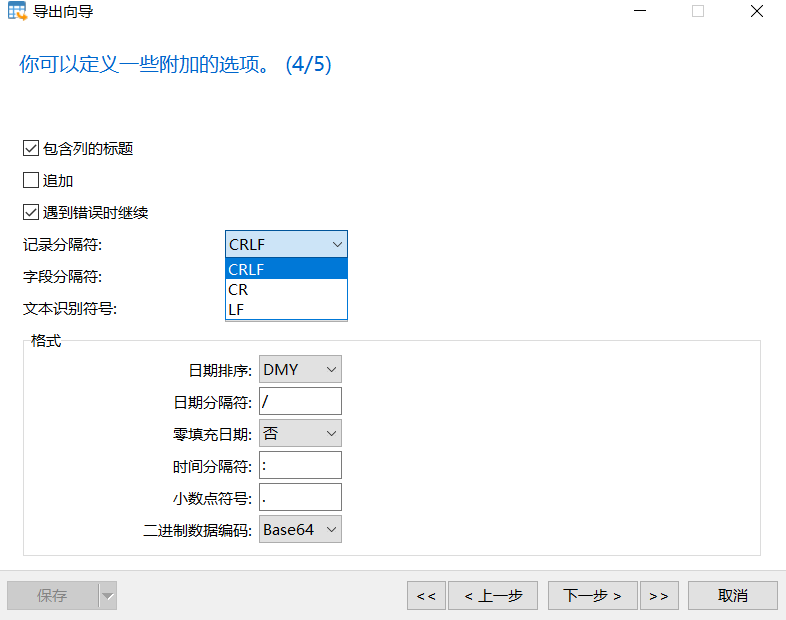 导出向导
你可以定义一些附加的选项。 (4/5)
包含列的标题
追加
遇到错误时继续
记录分隔符: CRLF
CRLF
字段分隔符:
CR
文本识别符号:
LF
格式
日期排序: DMY
日期分隔符: /
零填充日期: 否
时间分隔符: :
小数点符号: .
二进制数据编码: Base64
保存 << < 上一步 下一步 > >> 取消